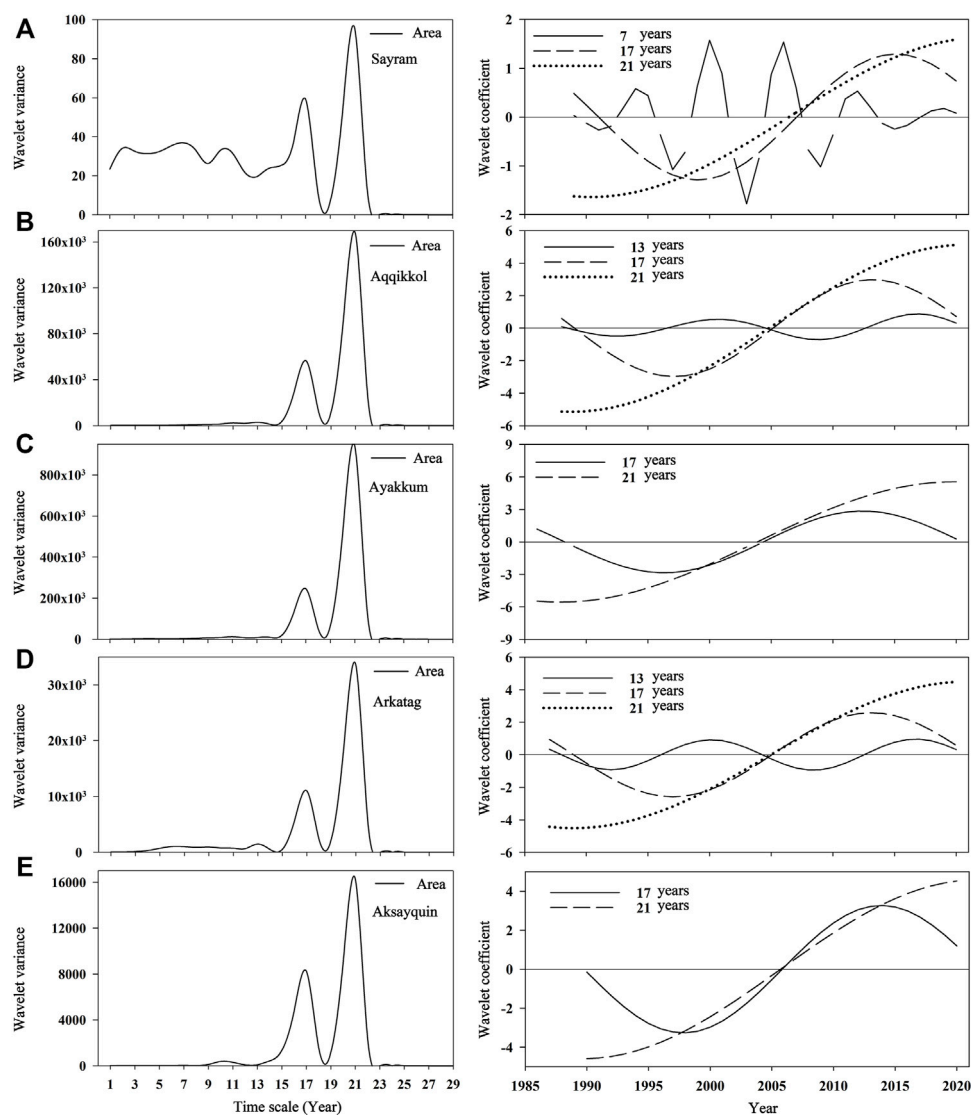 A
Wavelet variance
100
80
60
40
20
0
Area
Sayram
Wavelet coefficient
2
1
0
-1
-2
7 years
17 years
21 years
B
Wavelet variance
160x10³
120x10³
80x10³
40x10³
0
Area
Aqqikkol
Wavelet coefficient
6
4
2
0
-2
-4
-6
13 years
17 years
21 years
C
Wavelet variance
800x10³
600x10³
400x10³
200x10³
0
Area
Ayakkum
Wavelet coefficient
9
6
3
0
-3
-6
-9
17 years
21 years
D
Wavelet variance
30x10³
20x10³
10x10³
0
Area
Arkatag
Wavelet coefficient
6
4
2
0
-2
-4
-6
13 years
17 years
21 years
E
Wavelet variance
16000
12000
8000
4000
0
Area
Aksayquin
1 3 5 7 9 11 13 15 17 19 21 23 25 27 29
Time scale (Year)
Wavelet coefficient
4
2
0
-2
-4
17 years
21 years
1985 1990 1995 2000 2005 2010 2015 2020
Year